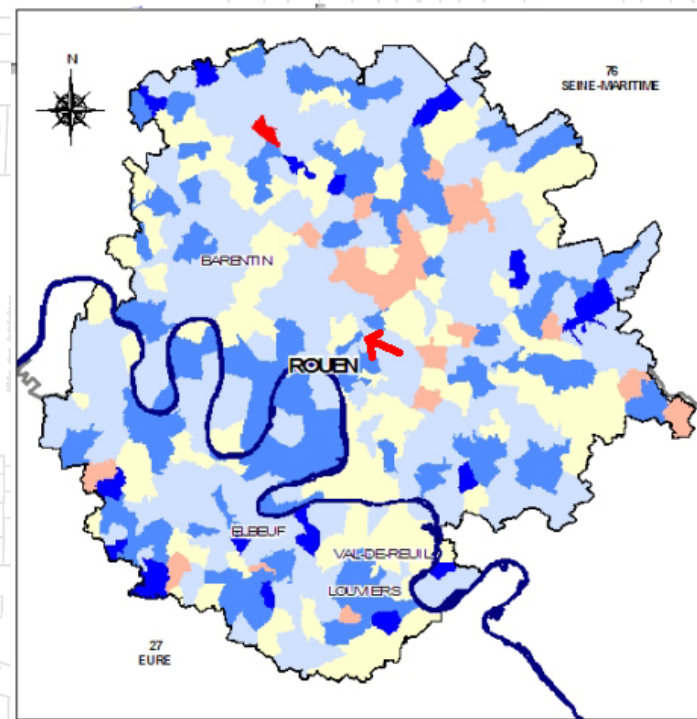 N
76
SEINE-MARITIME
BARENTIN
ROUEN
ELBEUF
VAL-DE-REUIL
LOUVIERS
27
EURE